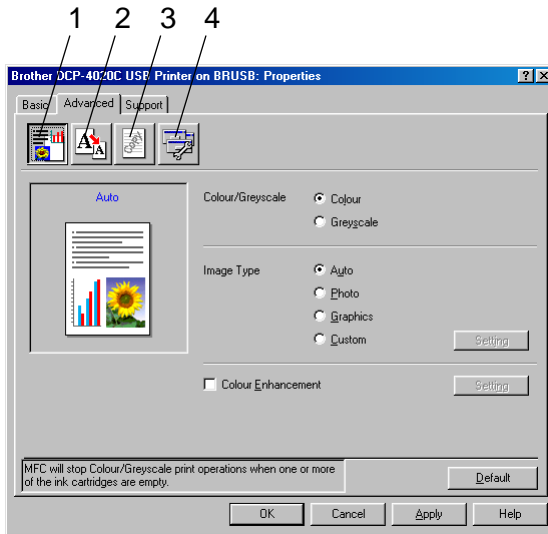 1 2 3 4
Brother DCP-4020C USB Printer on BRUSB: Properties
Basic Advanced Support
A A Copy
Auto
Colour/Greyscale
Colour
Greyscale
Image Type
Auto
Photo
Graphics
Custom
Setting
Colour Enhancement
Setting
MFC will stop Colour/Greyscale print operations when one or more
of the ink cartridges are empty.
Default
OK Cancel Apply Help